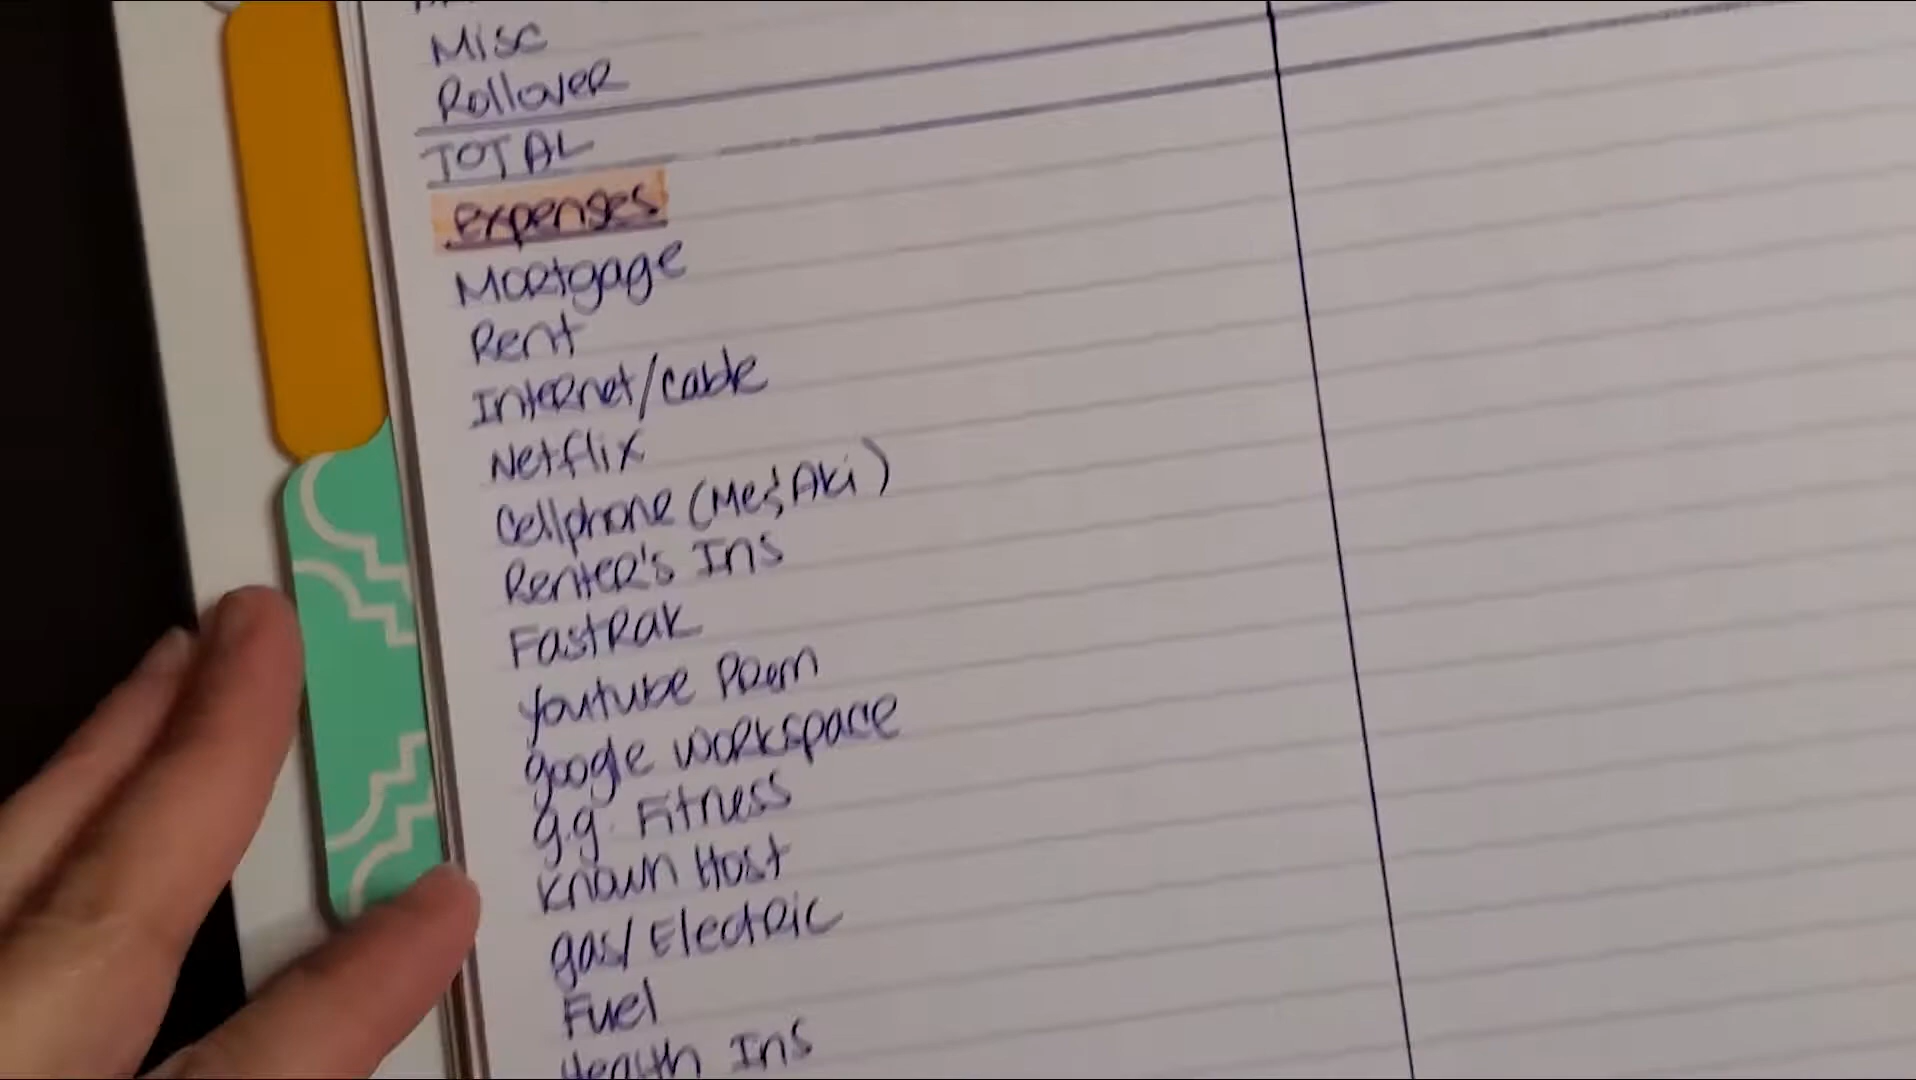 Misc
Rollover
TOTAL
expenses
Mortgage
Rent
Internet/cable
Netflix
Cellphone (Me & Aki)
Renter's Ins
FastRak
Youtube Prem
google workspace
g.g. Fitness
Known Host
gas/Electric
Fuel
Health Ins